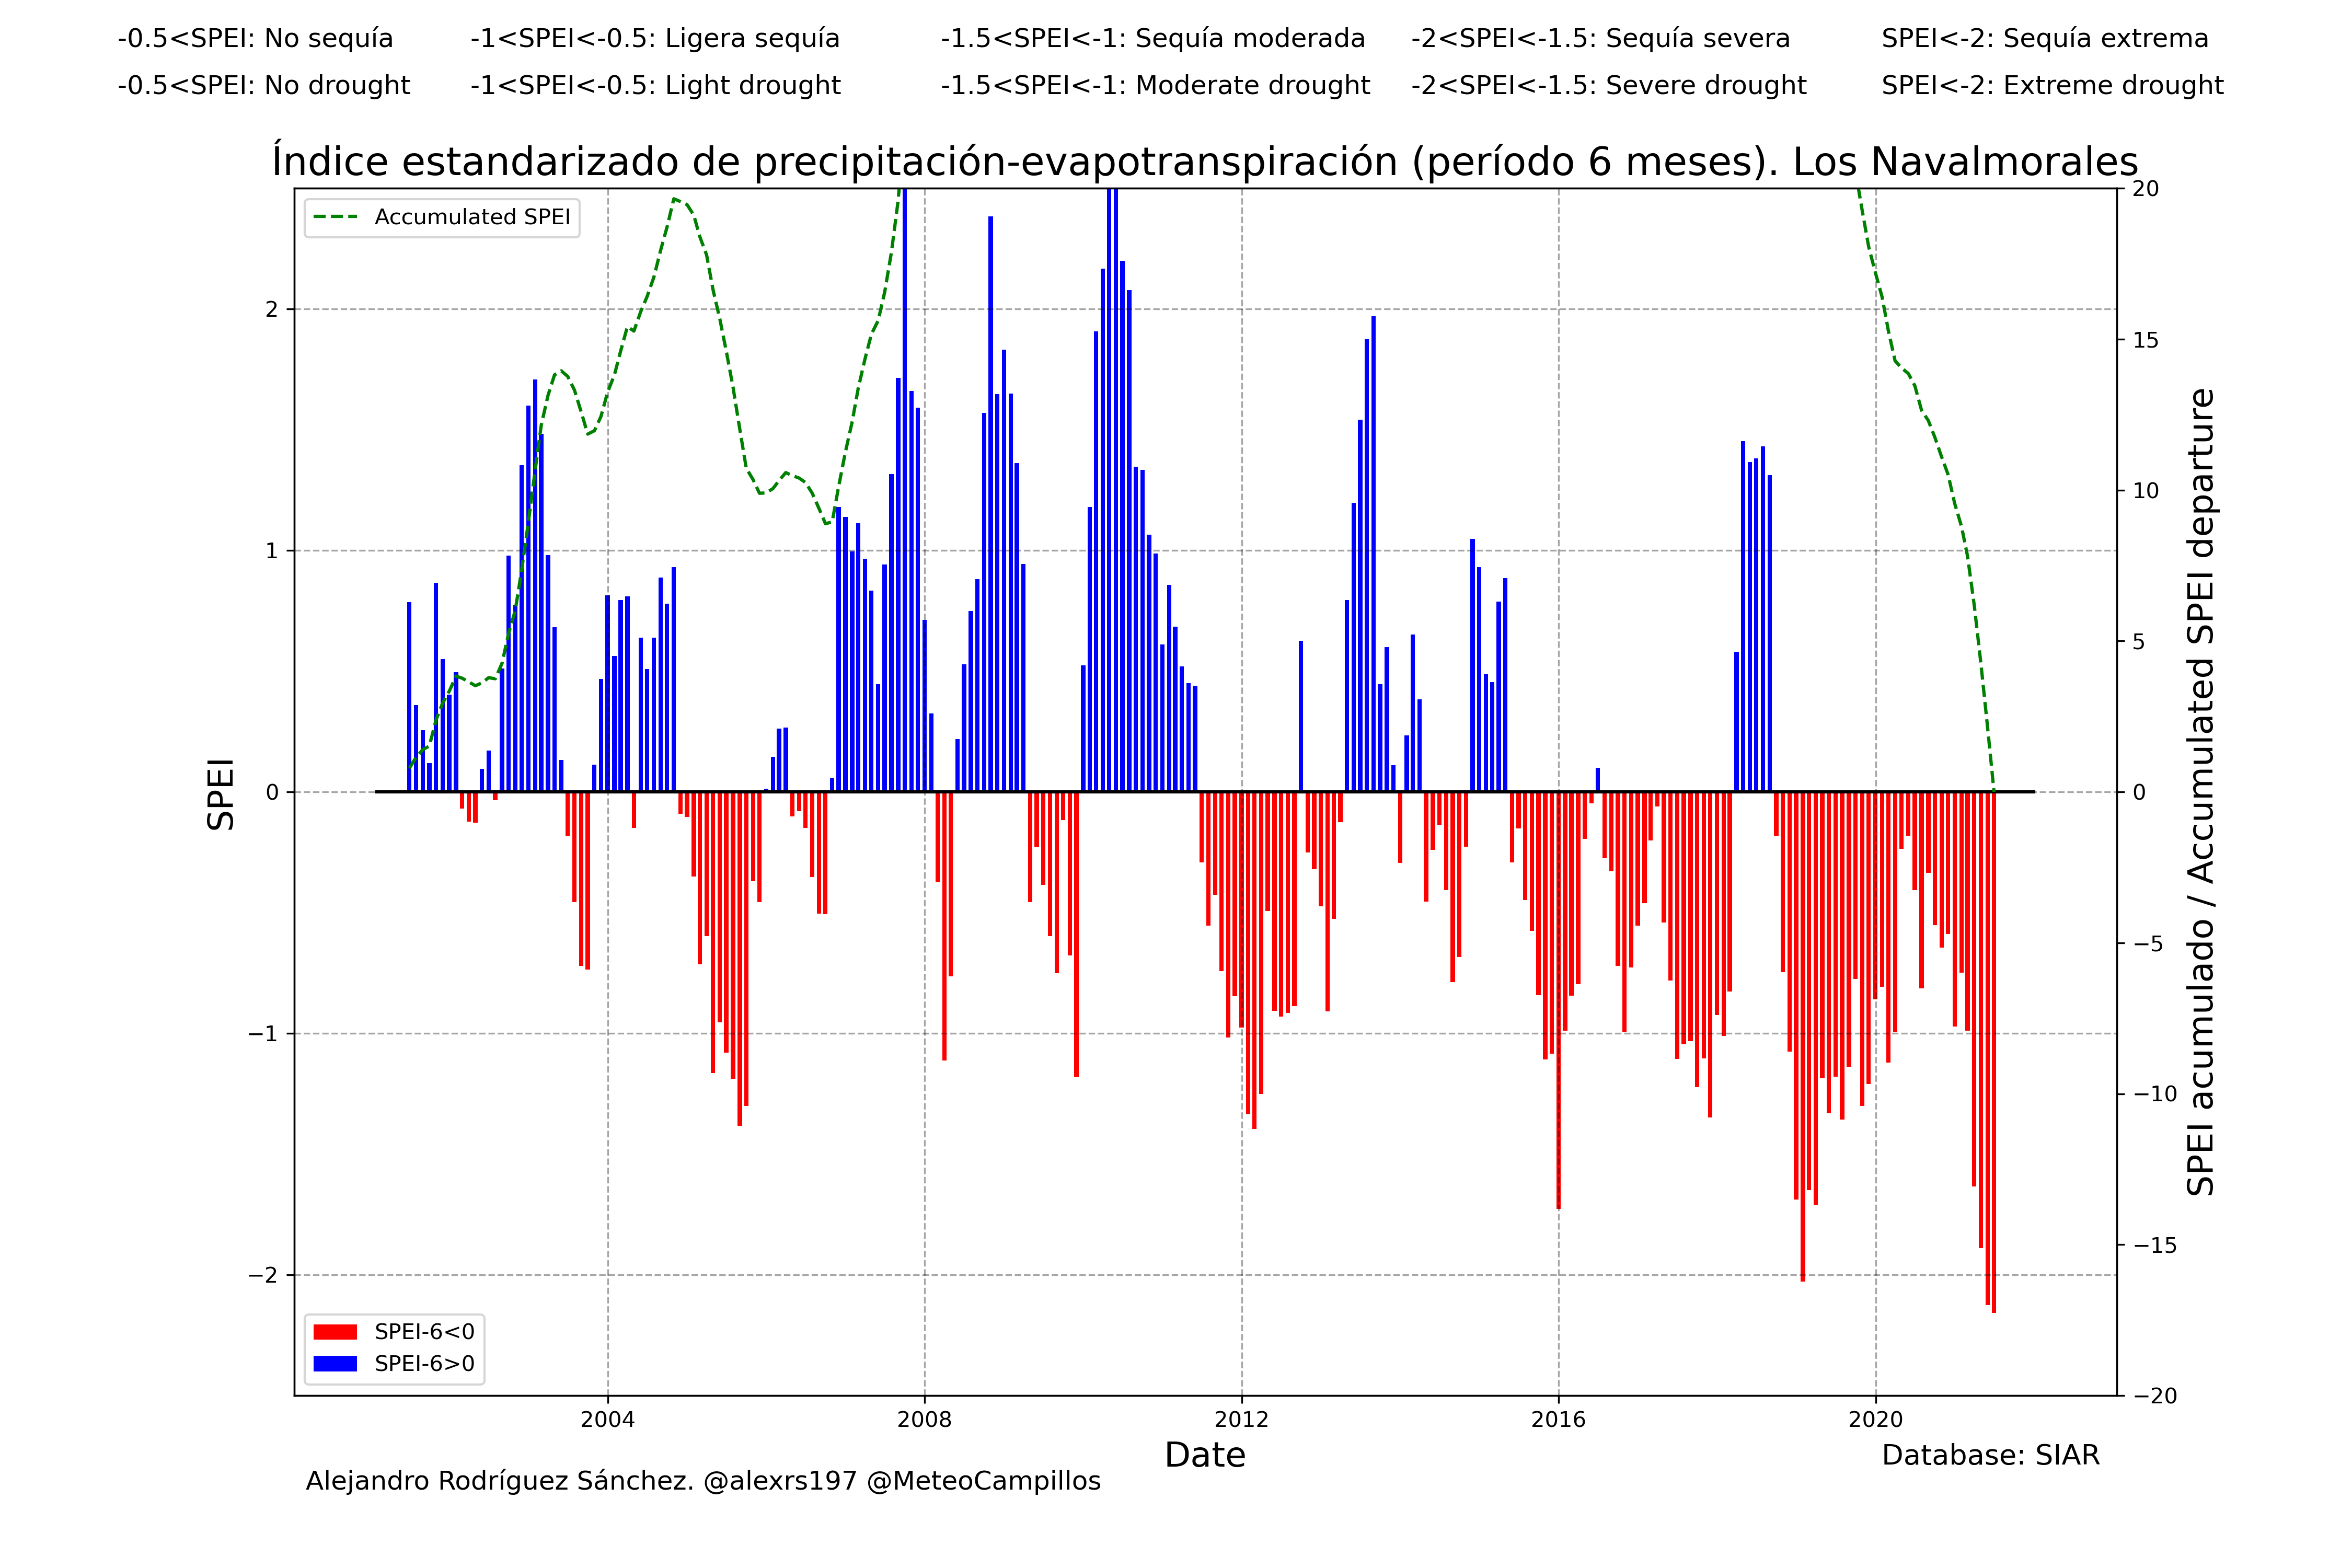 -0.5<SPEI: No sequía -1<SPEI<-0.5: Ligera sequía -1.5<SPEI<-1: Sequía moderada -2<SPEI<-1.5: Sequía severa SPEI<-2: Sequía extrema
-0.5<SPEI: No drought -1<SPEI<-0.5: Light drought -1.5<SPEI<-1: Moderate drought -2<SPEI<-1.5: Severe drought SPEI<-2: Extreme drought
Índice estandarizado de precipitación-evapotranspiración (período 6 meses). Los Navalmorales
Accumulated SPEI
SPEI
2
1
0
−1
−2
20
15
10
5
0
−5
−10
−15
−20
SPEI acumulado / Accumulated SPEI departure
SPEI-6<0
SPEI-6>0
2004 2008 2012 2016 2020
Date
Database: SIAR
Alejandro Rodríguez Sánchez. @alexrs197 @MeteoCampillos